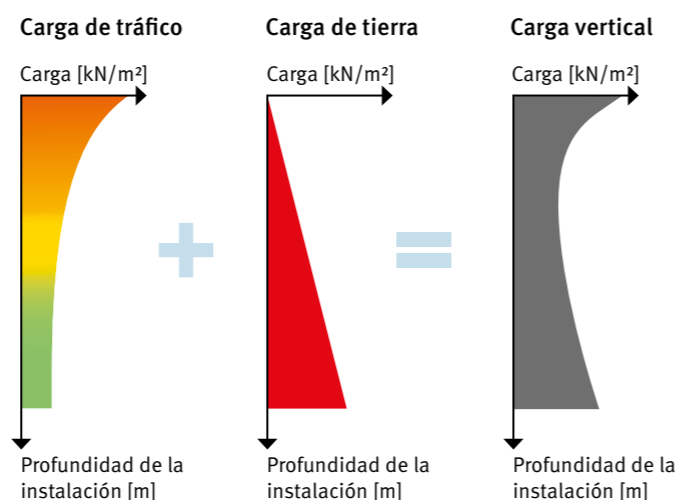 Carga de tráfico
Carga [kN/m²]
Profundidad de la
instalación [m]
+
Carga de tierra
Carga [kN/m²]
Profundidad de la
instalación [m]
=
Carga vertical
Carga [kN/m²]
Profundidad de la
instalación [m]